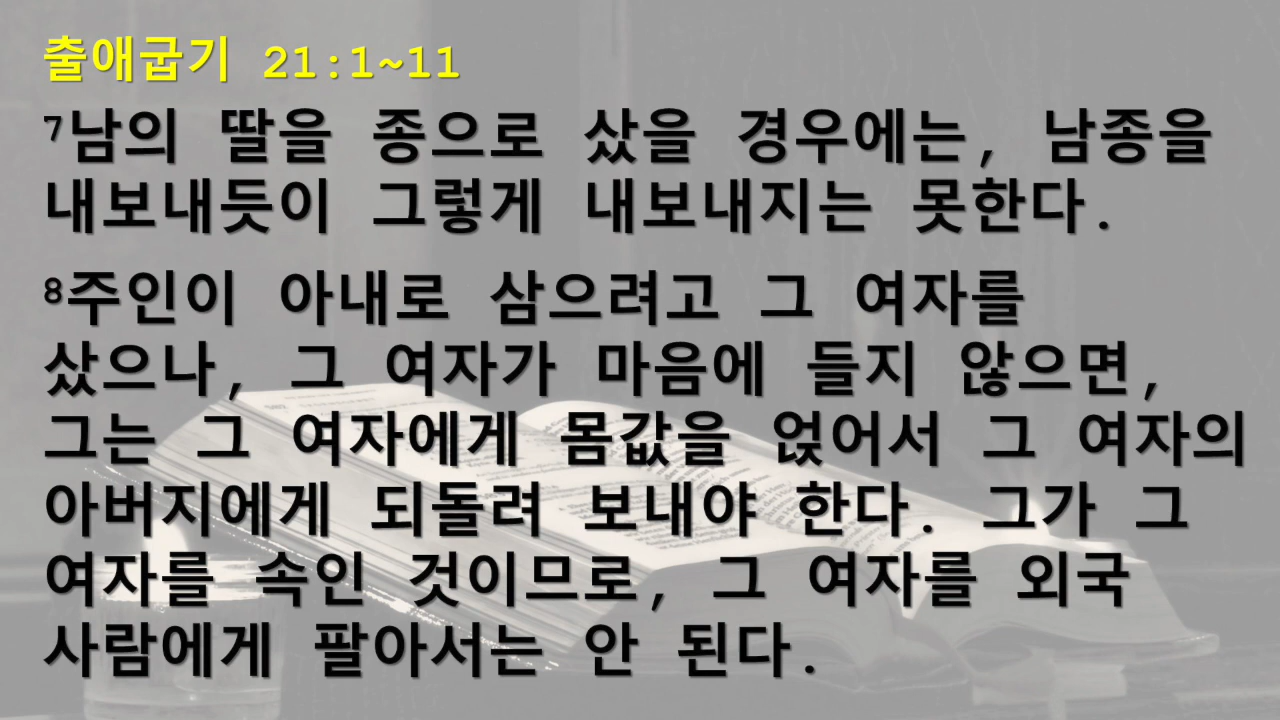 출애굽기 21:1~11
7남의 딸을 종으로 샀을 경우에는, 남종을
내보내듯이 그렇게 내보내지는 못한다.
8주인이 아내로 삼으려고 그 여자를
샀으나, 그 여자가 마음에 들지 않으면,
그는 그 여자에게 몸값을 얹어서 그 여자의
아버지에게 되돌려 보내야 한다. 그가 그
여자를 속인 것이므로, 그 여자를 외국
사람에게 팔아서는 안 된다.